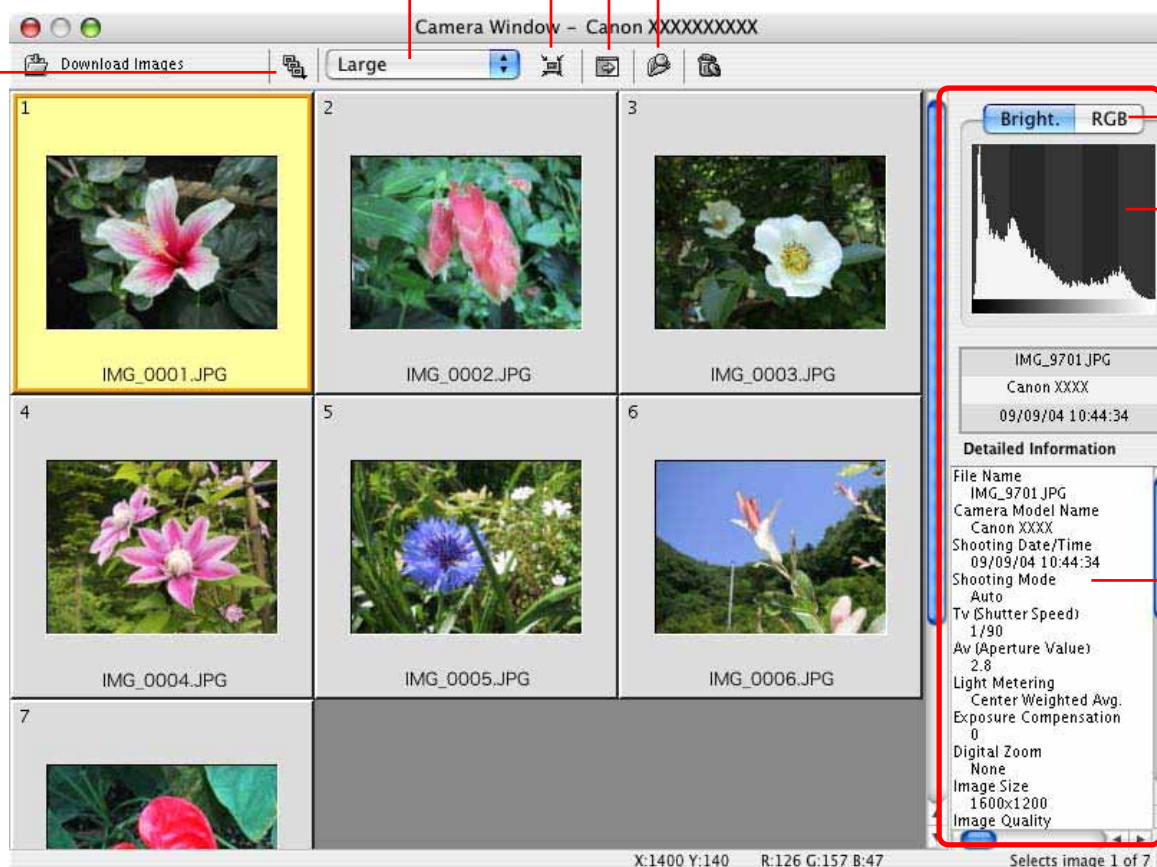 Camera Window – Canon XXXXXXXXXX
Download Images
Large
1
2
3
IMG_0001.JPG
IMG_0002.JPG
IMG_0003.JPG
4
5
6
IMG_0004.JPG
IMG_0005.JPG
IMG_0006.JPG
7
Bright. RGB
IMG_9701.JPG
Canon XXXX
09/09/04 10:44:34
Detailed Information
File Name
IMG_9701.JPG
Camera Model Name
Canon XXXX
Shooting Date/Time
09/09/04 10:44:34
Shooting Mode
Auto
Tv (Shutter Speed)
1/90
Av (Aperture Value)
2.8
Light Metering
Center Weighted Avg.
Exposure Compensation
0
Digital Zoom
None
Image Size
1600x1200
Image Quality
X:1400 Y:140 R:126 G:157 B:47
Selects image 1 of 7